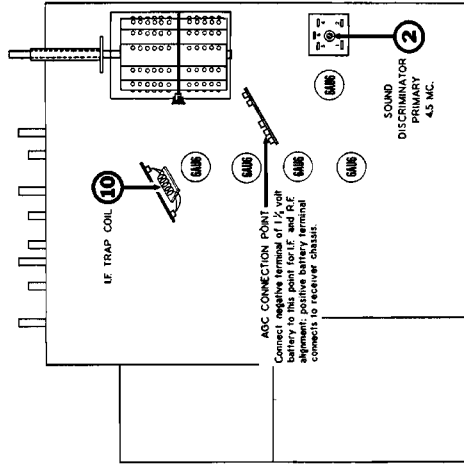 10
I.F. TRAP COIL
6AU6
6AU6
6AU6
6AU6
6AU6
AGC CONNECTION POINT
Connect negative terminal of 1½ volt
battery to this point for I.F. and R.F.
alignment: positive battery terminal
connects to receiver chassis.
2
SOUND
DISCRIMINATOR
PRIMARY
4.5 MC.